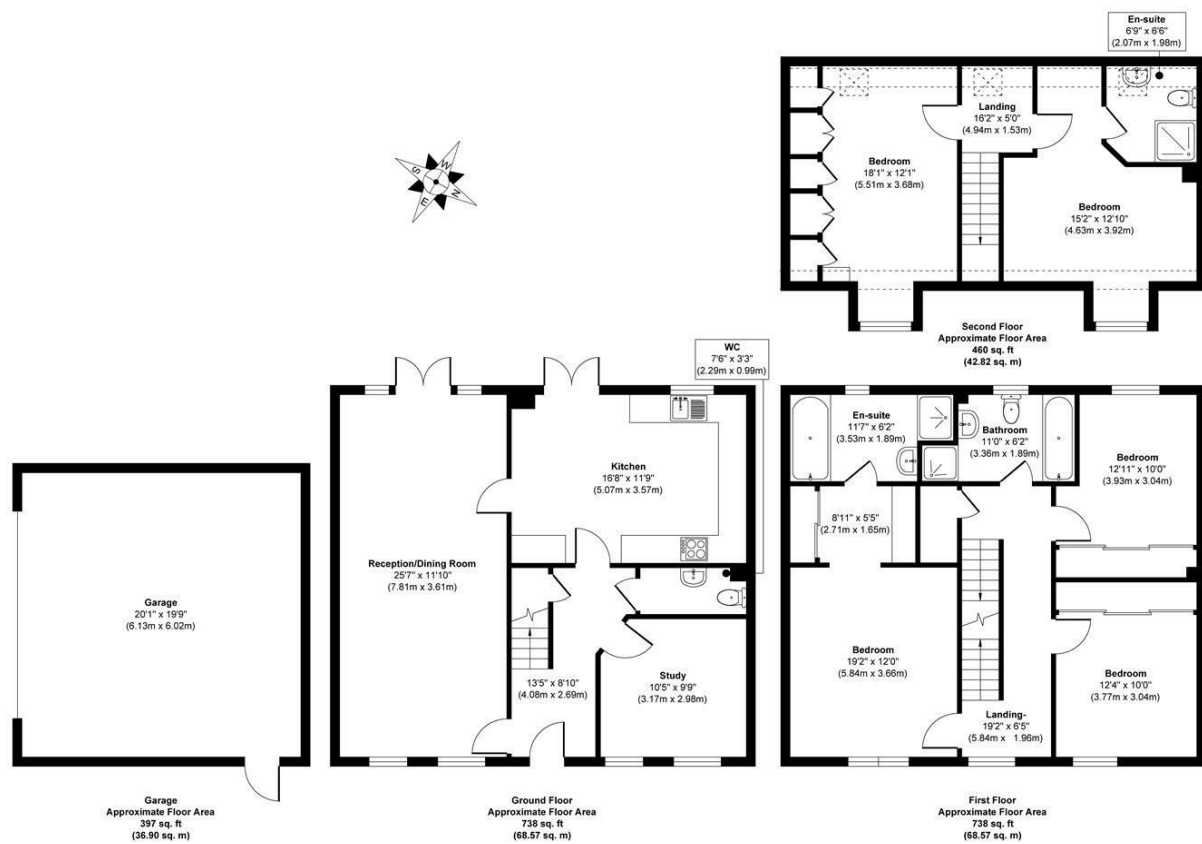 En-suite
6'9" x 6'6"
(2.07m x 1.98m)
Landing
16'2" x 5'0"
(4.94m x 1.53m)
Bedroom
18'1" x 12'1"
(5.51m x 3.68m)
Bedroom
15'2" x 12'10"
(4.63m x 3.92m)
Second Floor
Approximate Floor Area
460 sq. ft
(42.82 sq. m)
S
W
E
N
WC
7'6" x 3'3"
(2.29m x 0.99m)
Kitchen
16'8" x 11'9"
(5.07m x 3.57m)
Reception/Dining Room
25'7" x 11'10"
(7.81m x 3.61m)
13'5" x 8'10"
(4.08m x 2.69m)
Study
10'5" x 9'9"
(3.17m x 2.98m)
En-suite
11'7" x 6'2"
(3.53m x 1.89m)
Bathroom
11'0" x 6'2"
(3.36m x 1.89m)
Bedroom
12'11" x 10'0"
(3.93m x 3.04m)
8'11" x 5'5"
(2.71m x 1.65m)
Bedroom
19'2" x 12'0"
(5.84m x 3.66m)
Landing-
19'2" x 6'5"
(5.84m x 1.96m)
Bedroom
12'4" x 10'0"
(3.77m x 3.04m)
Garage
20'1" x 19'9"
(6.13m x 6.02m)
Garage
Approximate Floor Area
397 sq. ft
(36.90 sq. m)
Ground Floor
Approximate Floor Area
738 sq. ft
(68.57 sq. m)
First Floor
Approximate Floor Area
738 sq. ft
(68.57 sq. m)